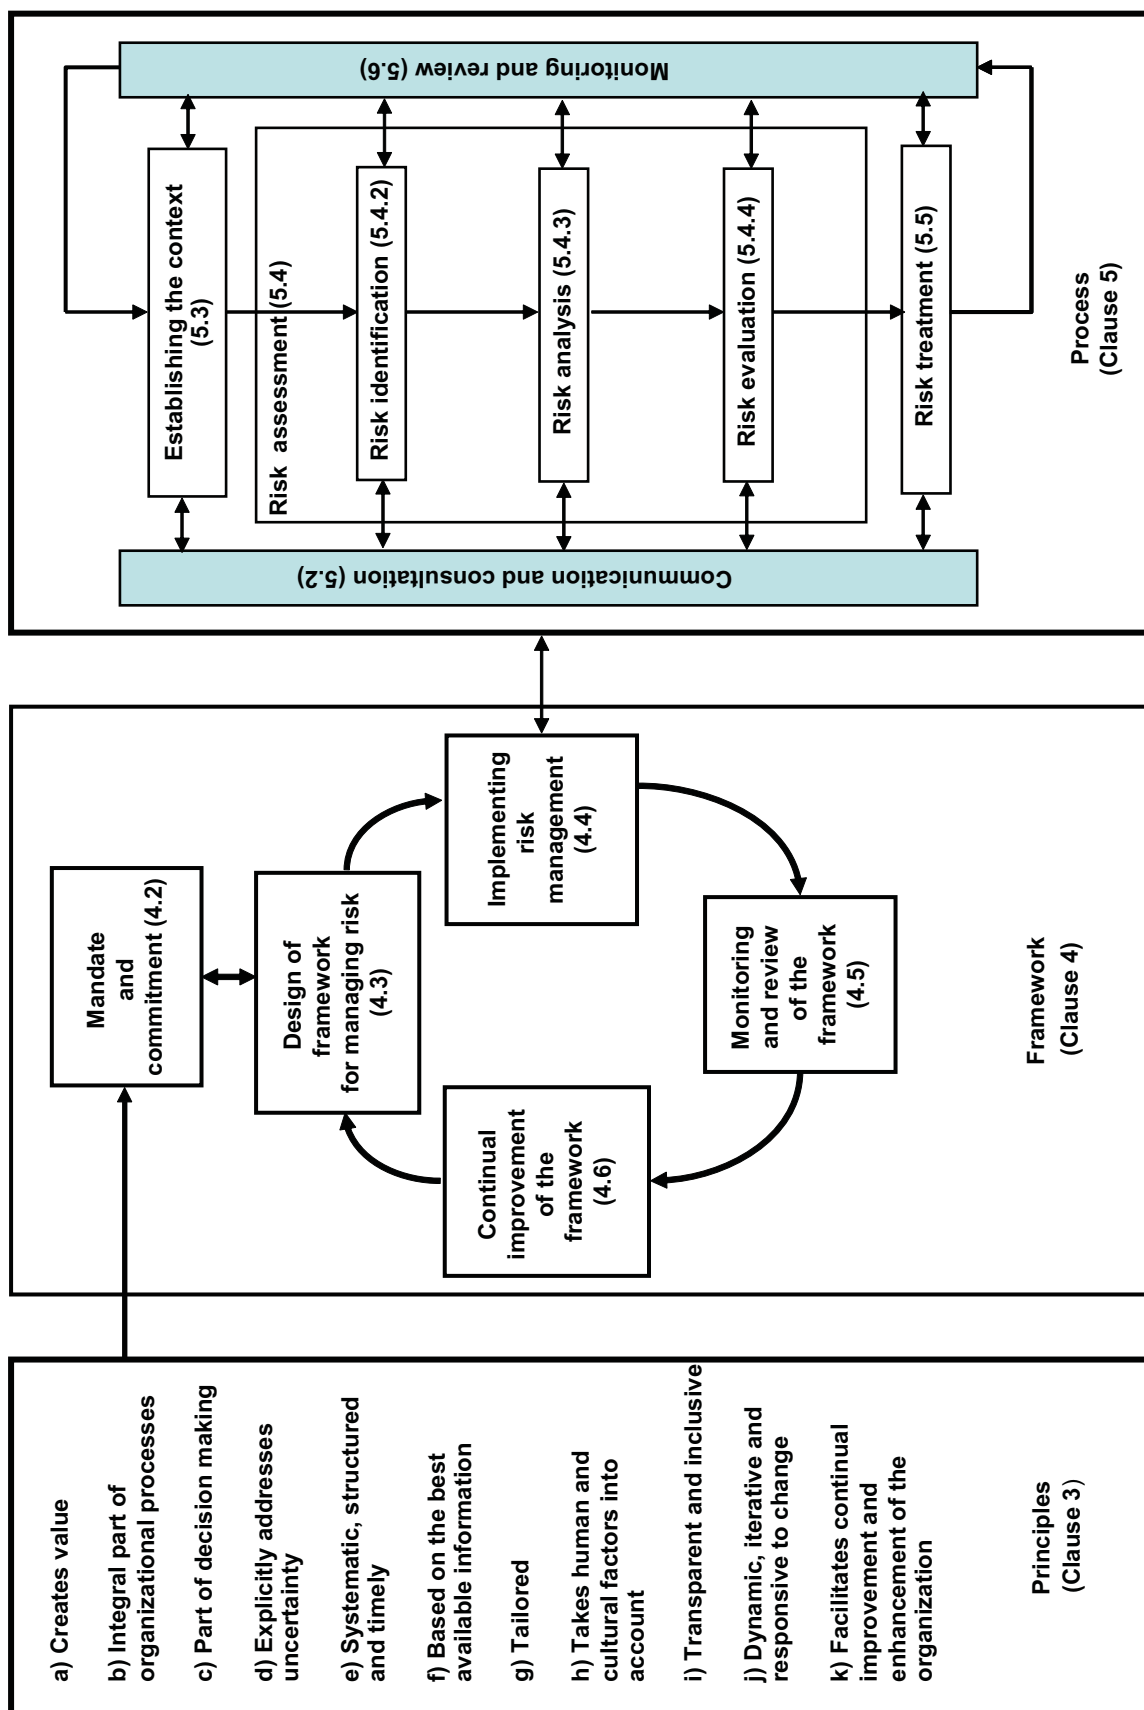 a) Creates value
b) Integral part of
organizational processes
c) Part of decision making
d) Explicitly addresses
uncertainty
e) Systematic, structured
and timely
f) Based on the best
available information
g) Tailored
h) Takes human and
cultural factors into
account
i) Transparent and inclusive
j) Dynamic, iterative and
responsive to change
k) Facilitates continual
improvement and
enhancement of the
organization
Principles
(Clause 3)
Mandate
and
commitment (4.2)
Design of
framework
for managing risk
(4.3)
Implementing
risk
management
(4.4)
Monitoring
and review
of the
framework
(4.5)
Continual
improvement
of the
framework
(4.6)
Framework
(Clause 4)
Communication and consultation (5.2)
Establishing the context
(5.3)
Risk assessment (5.4)
Risk identification (5.4.2)
Risk analysis (5.4.3)
Risk evaluation (5.4.4)
Risk treatment (5.5)
Monitoring and review (5.6)
Process
(Clause 5)